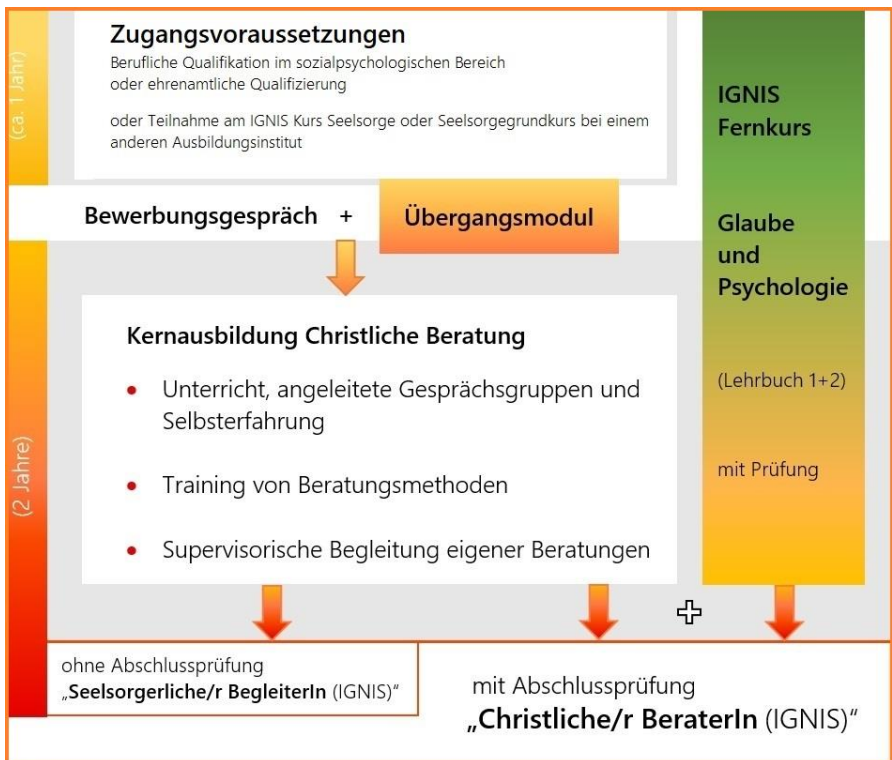 (ca. 1 Jahr)
Zugangsvoraussetzungen
Berufliche Qualifikation im sozialpsychologischen Bereich
oder ehrenamtliche Qualifizierung
oder Teilnahme am IGNIS Kurs Seelsorge oder Seelsorgegrundkurs bei einem
anderen Ausbildungsinstitut
Bewerbungsgespräch +
Übergangsmodul
(2 Jahre)
Kernausbildung Christliche Beratung
• Unterricht, angeleitete Gesprächsgruppen und
Selbsterfahrung
• Training von Beratungsmethoden
• Supervisorische Begleitung eigener Beratungen
IGNIS
Fernkurs
Glaube
und
Psychologie
(Lehrbuch 1+2)
mit Prüfung
ohne Abschlussprüfung
„Seelsorgerliche/r BegleiterIn (IGNIS)“
mit Abschlussprüfung
„Christliche/r BeraterIn (IGNIS)“